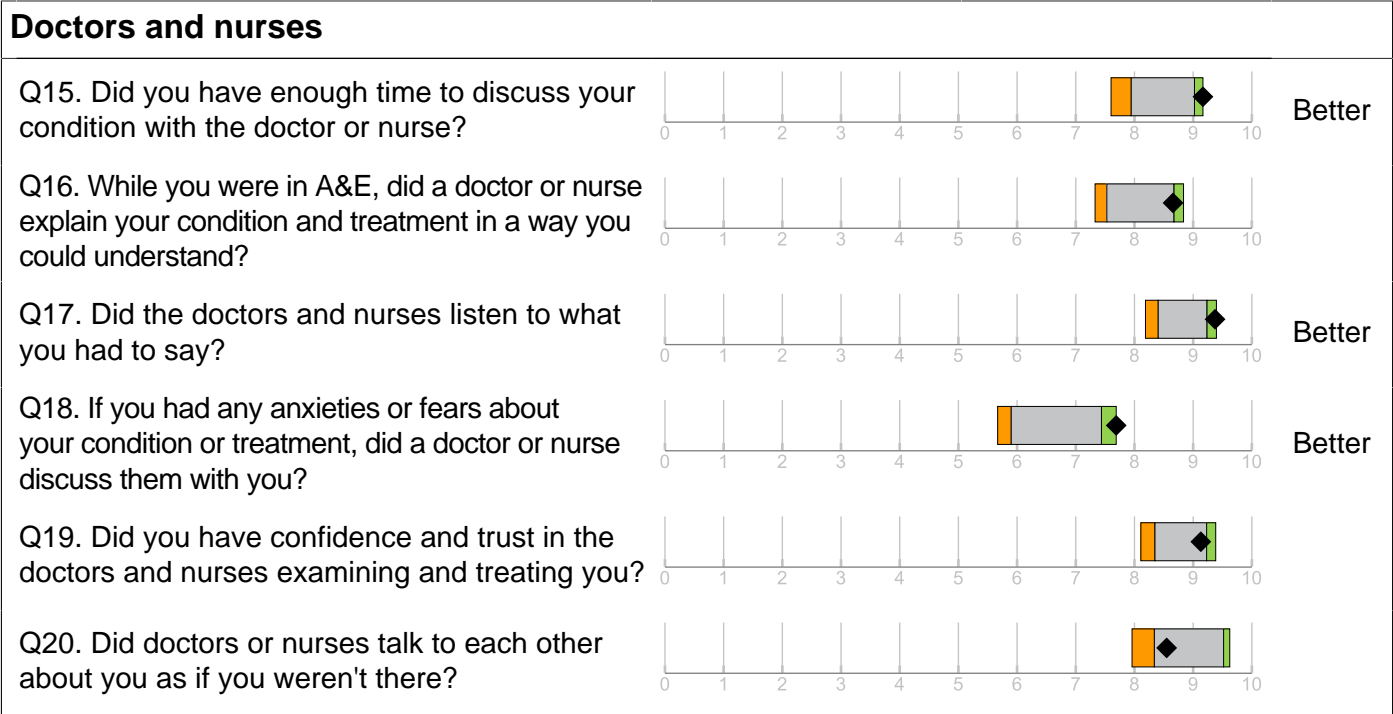 Doctors and nurses
Q15. Did you have enough time to discuss your
condition with the doctor or nurse?
0 1 2 3 4 5 6 7 8 9 10
Better
Q16. While you were in A&E, did a doctor or nurse
explain your condition and treatment in a way you
could understand?
0 1 2 3 4 5 6 7 8 9 10
Q17. Did the doctors and nurses listen to what
you had to say?
0 1 2 3 4 5 6 7 8 9 10
Better
Q18. If you had any anxieties or fears about
your condition or treatment, did a doctor or nurse
discuss them with you?
0 1 2 3 4 5 6 7 8 9 10
Better
Q19. Did you have confidence and trust in the
doctors and nurses examining and treating you?
0 1 2 3 4 5 6 7 8 9 10
Q20. Did doctors or nurses talk to each other
about you as if you weren't there?
0 1 2 3 4 5 6 7 8 9 10